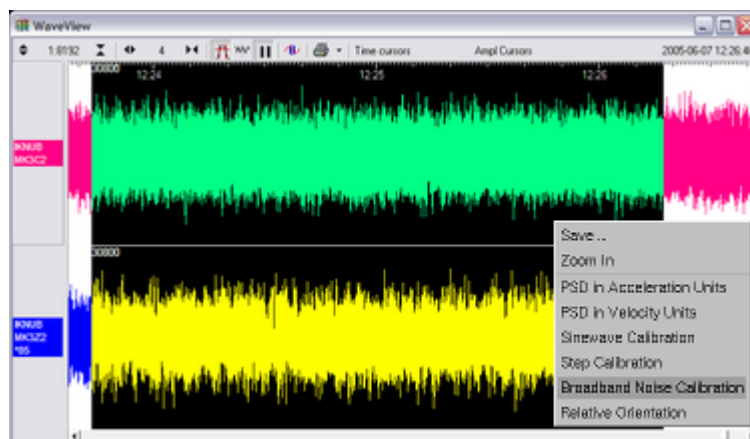 WaveView
1:8192 4 Time cursors Ampl Cursors 2005-06-07 12:26:4
00800 12:24 12:25 12:26
MK3C2
Save...
Zoom In
PSD in Acceleration Units
00800
PSD in Velocity Units
Sinewave Calibration
MK3Z2
Step Calibration
Broadband Noise Calibration
Relative Orientation